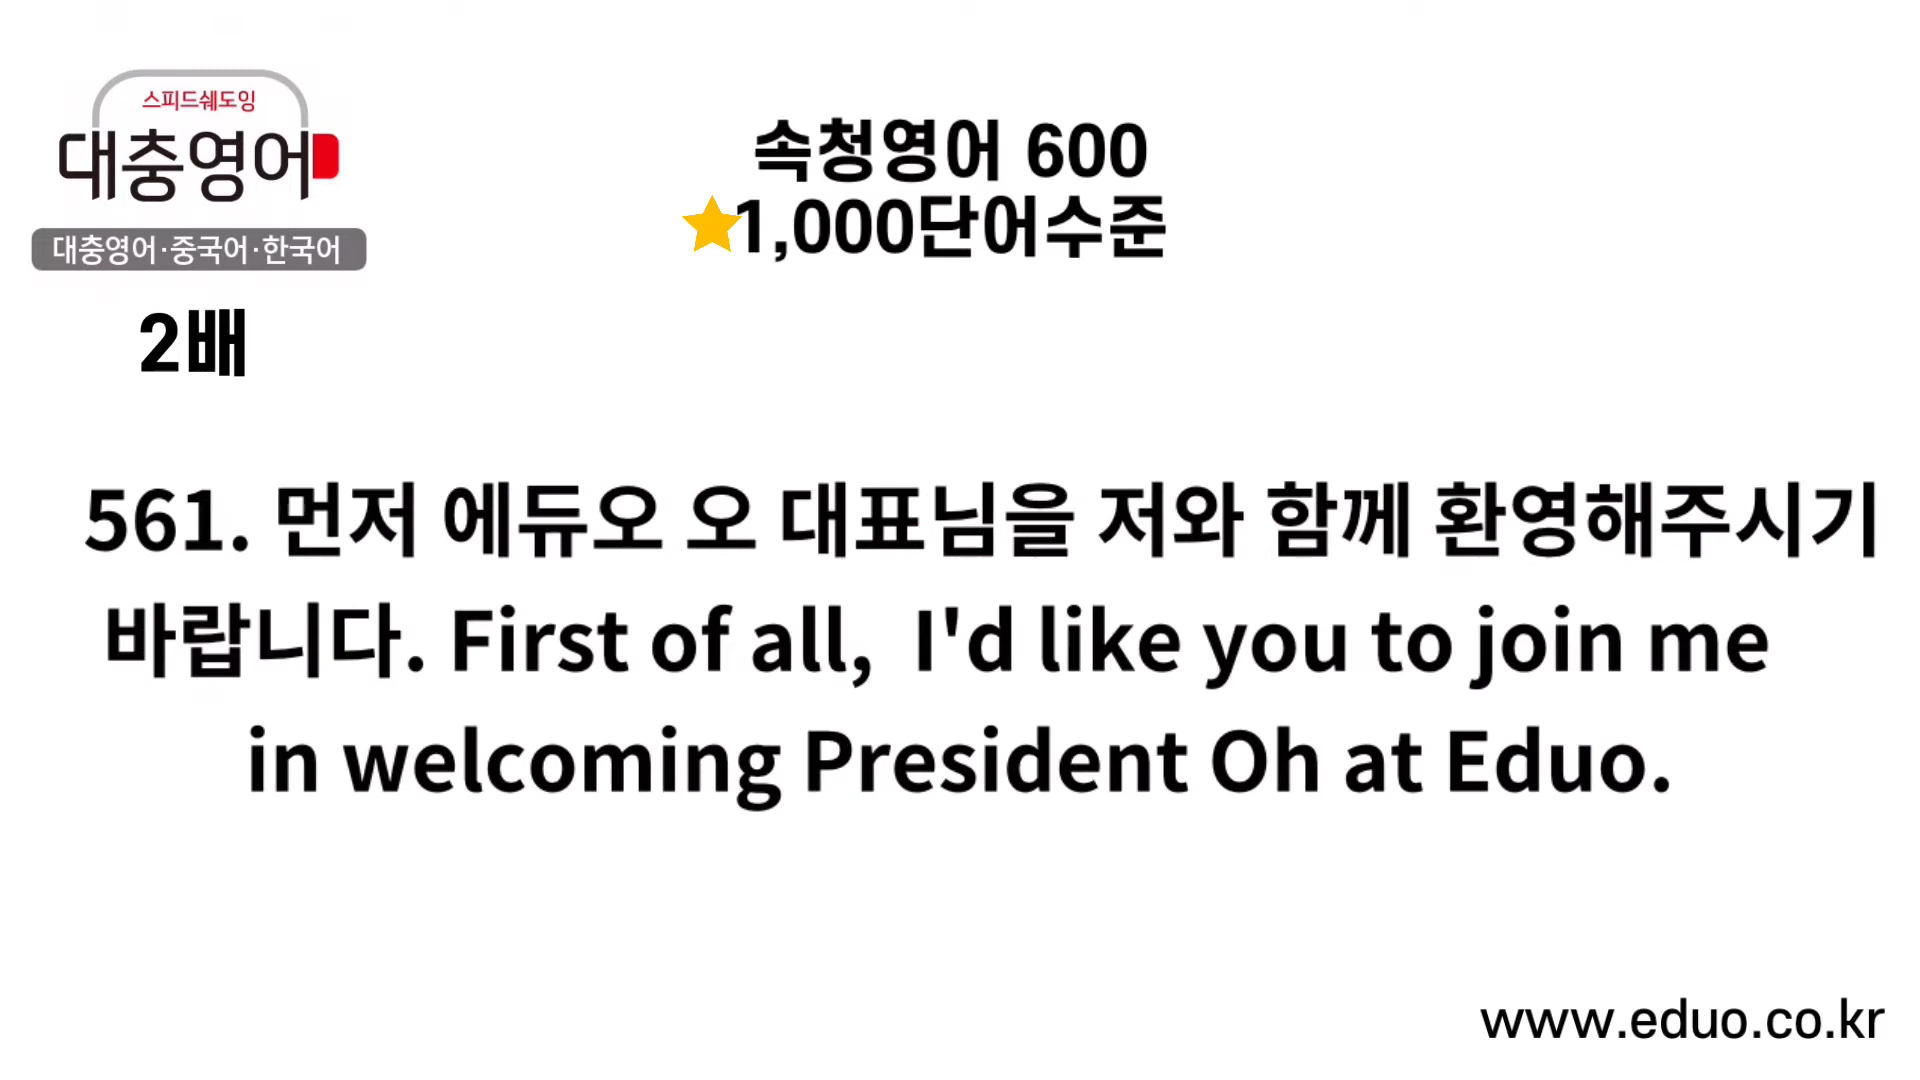 스피드쉐도잉
대충영어
대충영어·중국어·한국어
2배
속청영어 600
1,000단어수준
561. 먼저 에듀오 오 대표님을 저와 함께 환영해주시기
바랍니다. First of all, I'd like you to join me
in welcoming President Oh at Eduo.
www.eduo.co.kr